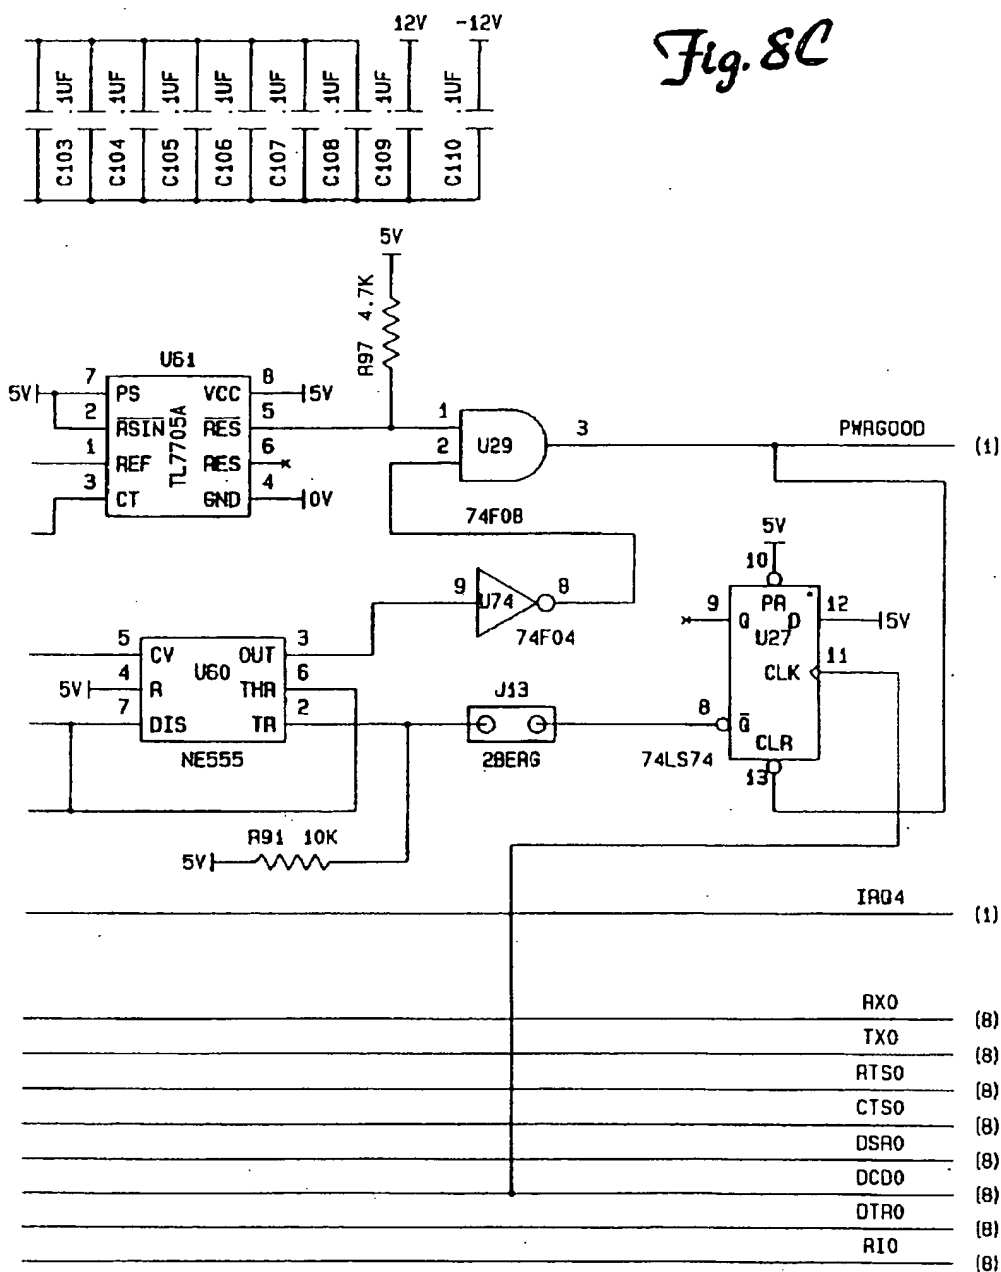 Fig. 8C
12V -12V
.1UF .1UF .1UF .1UF .1UF .1UF .1UF .1UF
C103 C104 C105 C106 C107 C108 C109 C110
5V
R97 4.7K
U61
5V 7 PS VCC 8 5V
2 RSIN RES 5
1 REF RES 6
3 CT GND 4 0V
TL7705A
1
2 U29 3
PWRGOOD (1)
74F08
9 U74 8
74F04
5V
10
9 Q PR D 12 5V
U27
CLK 11
8 Q
CLR
13
74LS74
5 CV OUT 3
5V 4 R U60 THR 6
7 DIS TR 2
NE555
J13
2BERG
R91 10K
5V
IRQ4 (1)
RX0 (8)
TX0 (8)
RTS0 (8)
CTS0 (8)
DSR0 (8)
DCD0 (8)
DTR0 (8)
RI0 (8)